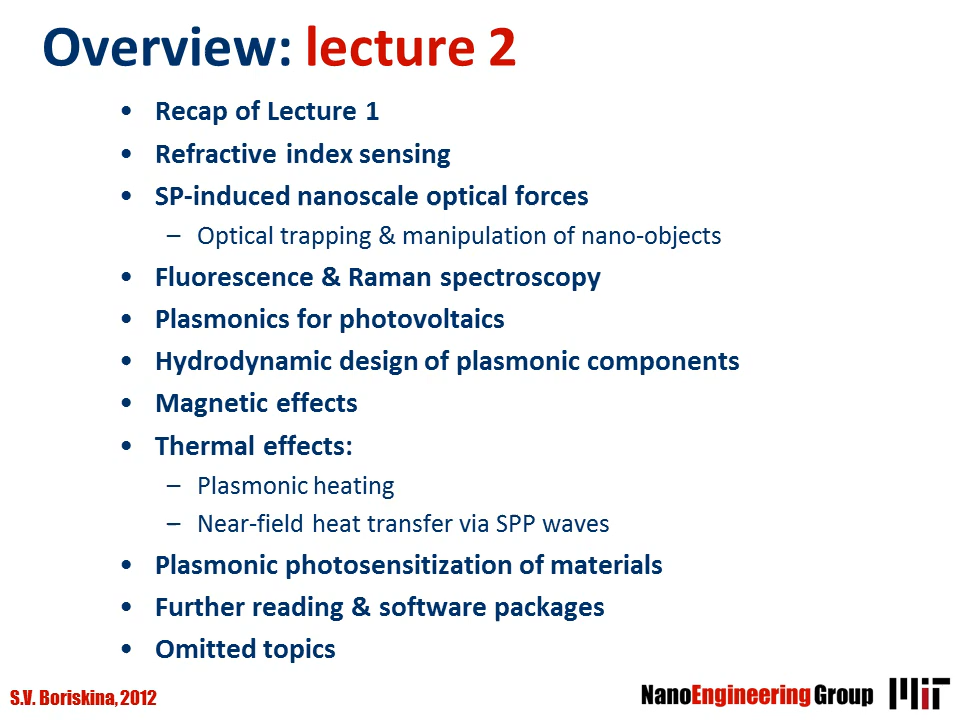 Overview: lecture 2
• Recap of Lecture 1
• Refractive index sensing
• SP-induced nanoscale optical forces
– Optical trapping & manipulation of nano-objects
• Fluorescence & Raman spectroscopy
• Plasmonics for photovoltaics
• Hydrodynamic design of plasmonic components
• Magnetic effects
• Thermal effects:
– Plasmonic heating
– Near-field heat transfer via SPP waves
• Plasmonic photosensitization of materials
• Further reading & software packages
• Omitted topics
S.V. Boriskina, 2012
NanoEngineering Group MIT